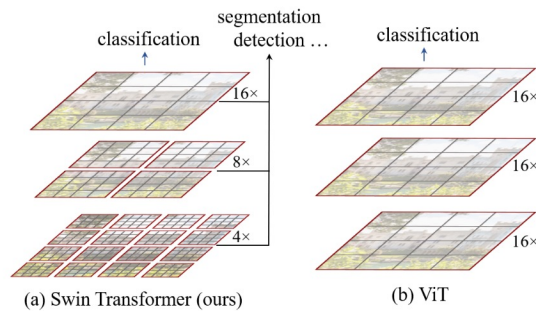 segmentation
classification detection ...
classification
16×
8×
4×
16×
16×
16×
(a) Swin Transformer (ours)
(b) ViT